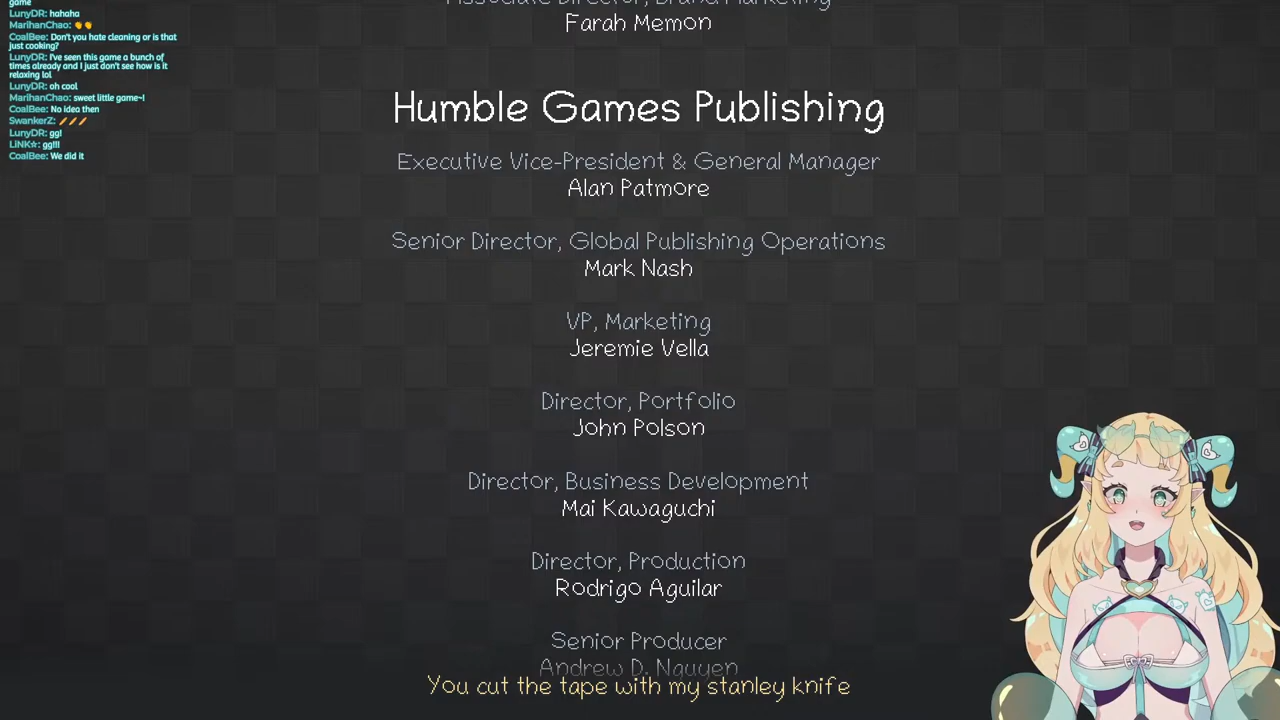 game
LunyDR: hahaha
MarihanChao: 👏👏
CoalBee: Don't you hate cleaning or is that
just cooking?
LunyDR: I've seen this game a bunch of
times already and I just don't see how is it
relaxing lol
LunyDR: oh cool
MarihanChao: sweet little game~!
CoalBee: No idea then
SwankerZ: 🥖🥖🥖
LunyDR: gg!
LiNK☆: gg!!!
CoalBee: We did it
Associate Director, Brand Marketing
Farah Memon
Humble Games Publishing
Executive Vice-President & General Manager
Alan Patmore
Senior Director, Global Publishing Operations
Mark Nash
VP, Marketing
Jeremie Vella
Director, Portfolio
John Polson
Director, Business Development
Mai Kawaguchi
Director, Production
Rodrigo Aguilar
Senior Producer
Andrew D. Nguyen
You cut the tape with my stanley knife